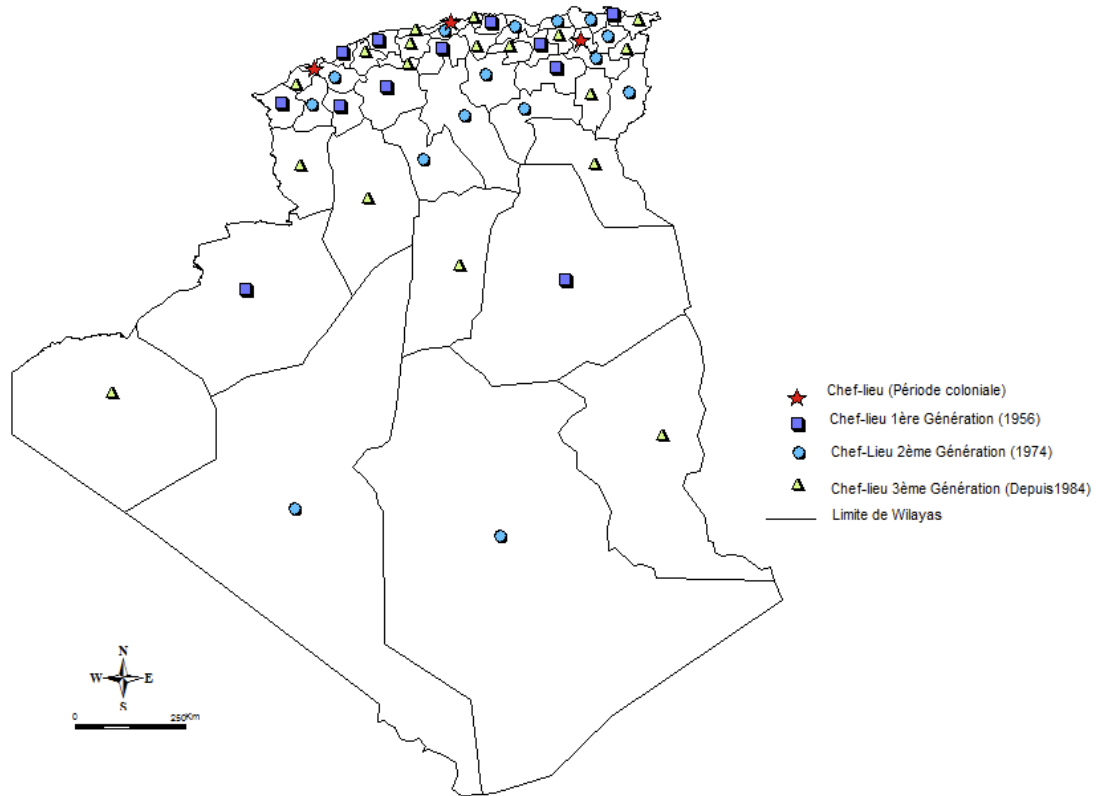 Chef-lieu (Période coloniale)
Chef-lieu 1ère Génération (1956)
Chef-Lieu 2ème Génération (1974)
Chef-lieu 3ème Génération (Depuis1984)
Limite de Wilayas
N
W E
S
0 250Km